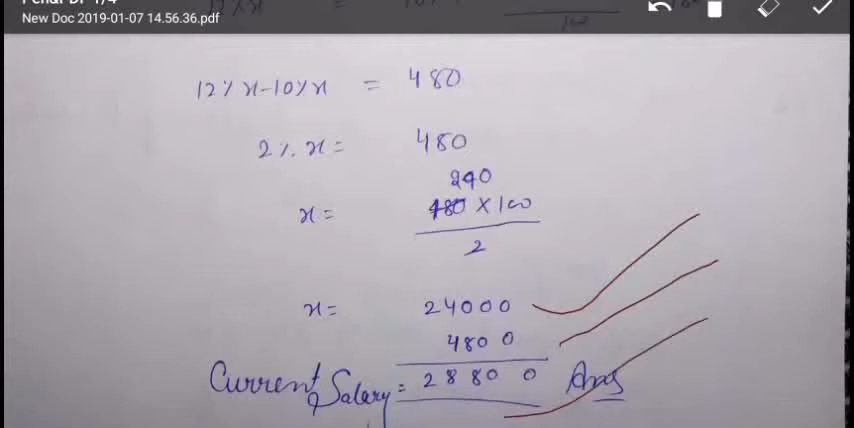 New Doc 2019-01-07 14.56.36.pdf
12% x - 10% x = 480
2%. x = 480
240
x = 480 × 100
2
x = 24000
4800
Current Salary = 28800 Ans